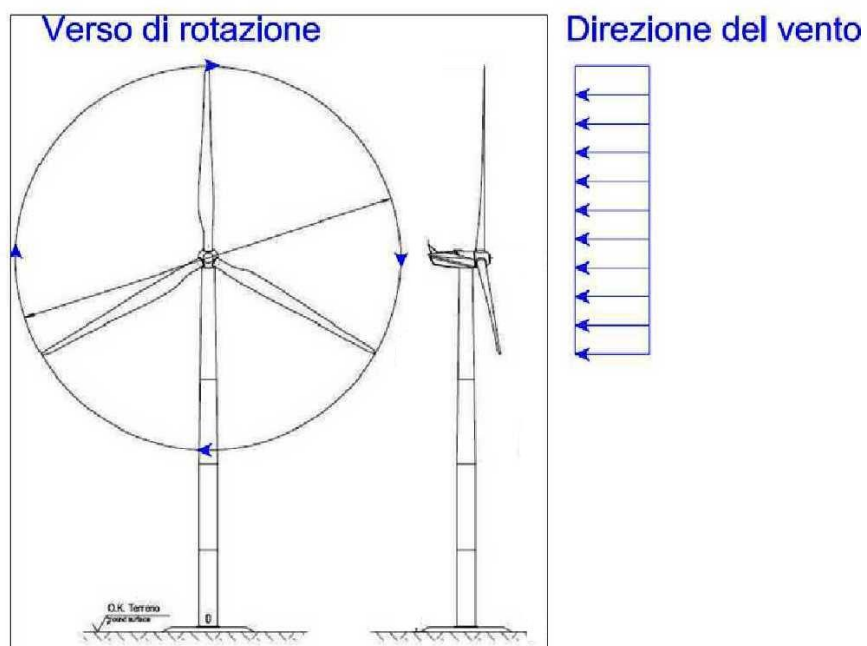 Verso di rotazione
Direzione del vento
O.K. Terreno
ground surface